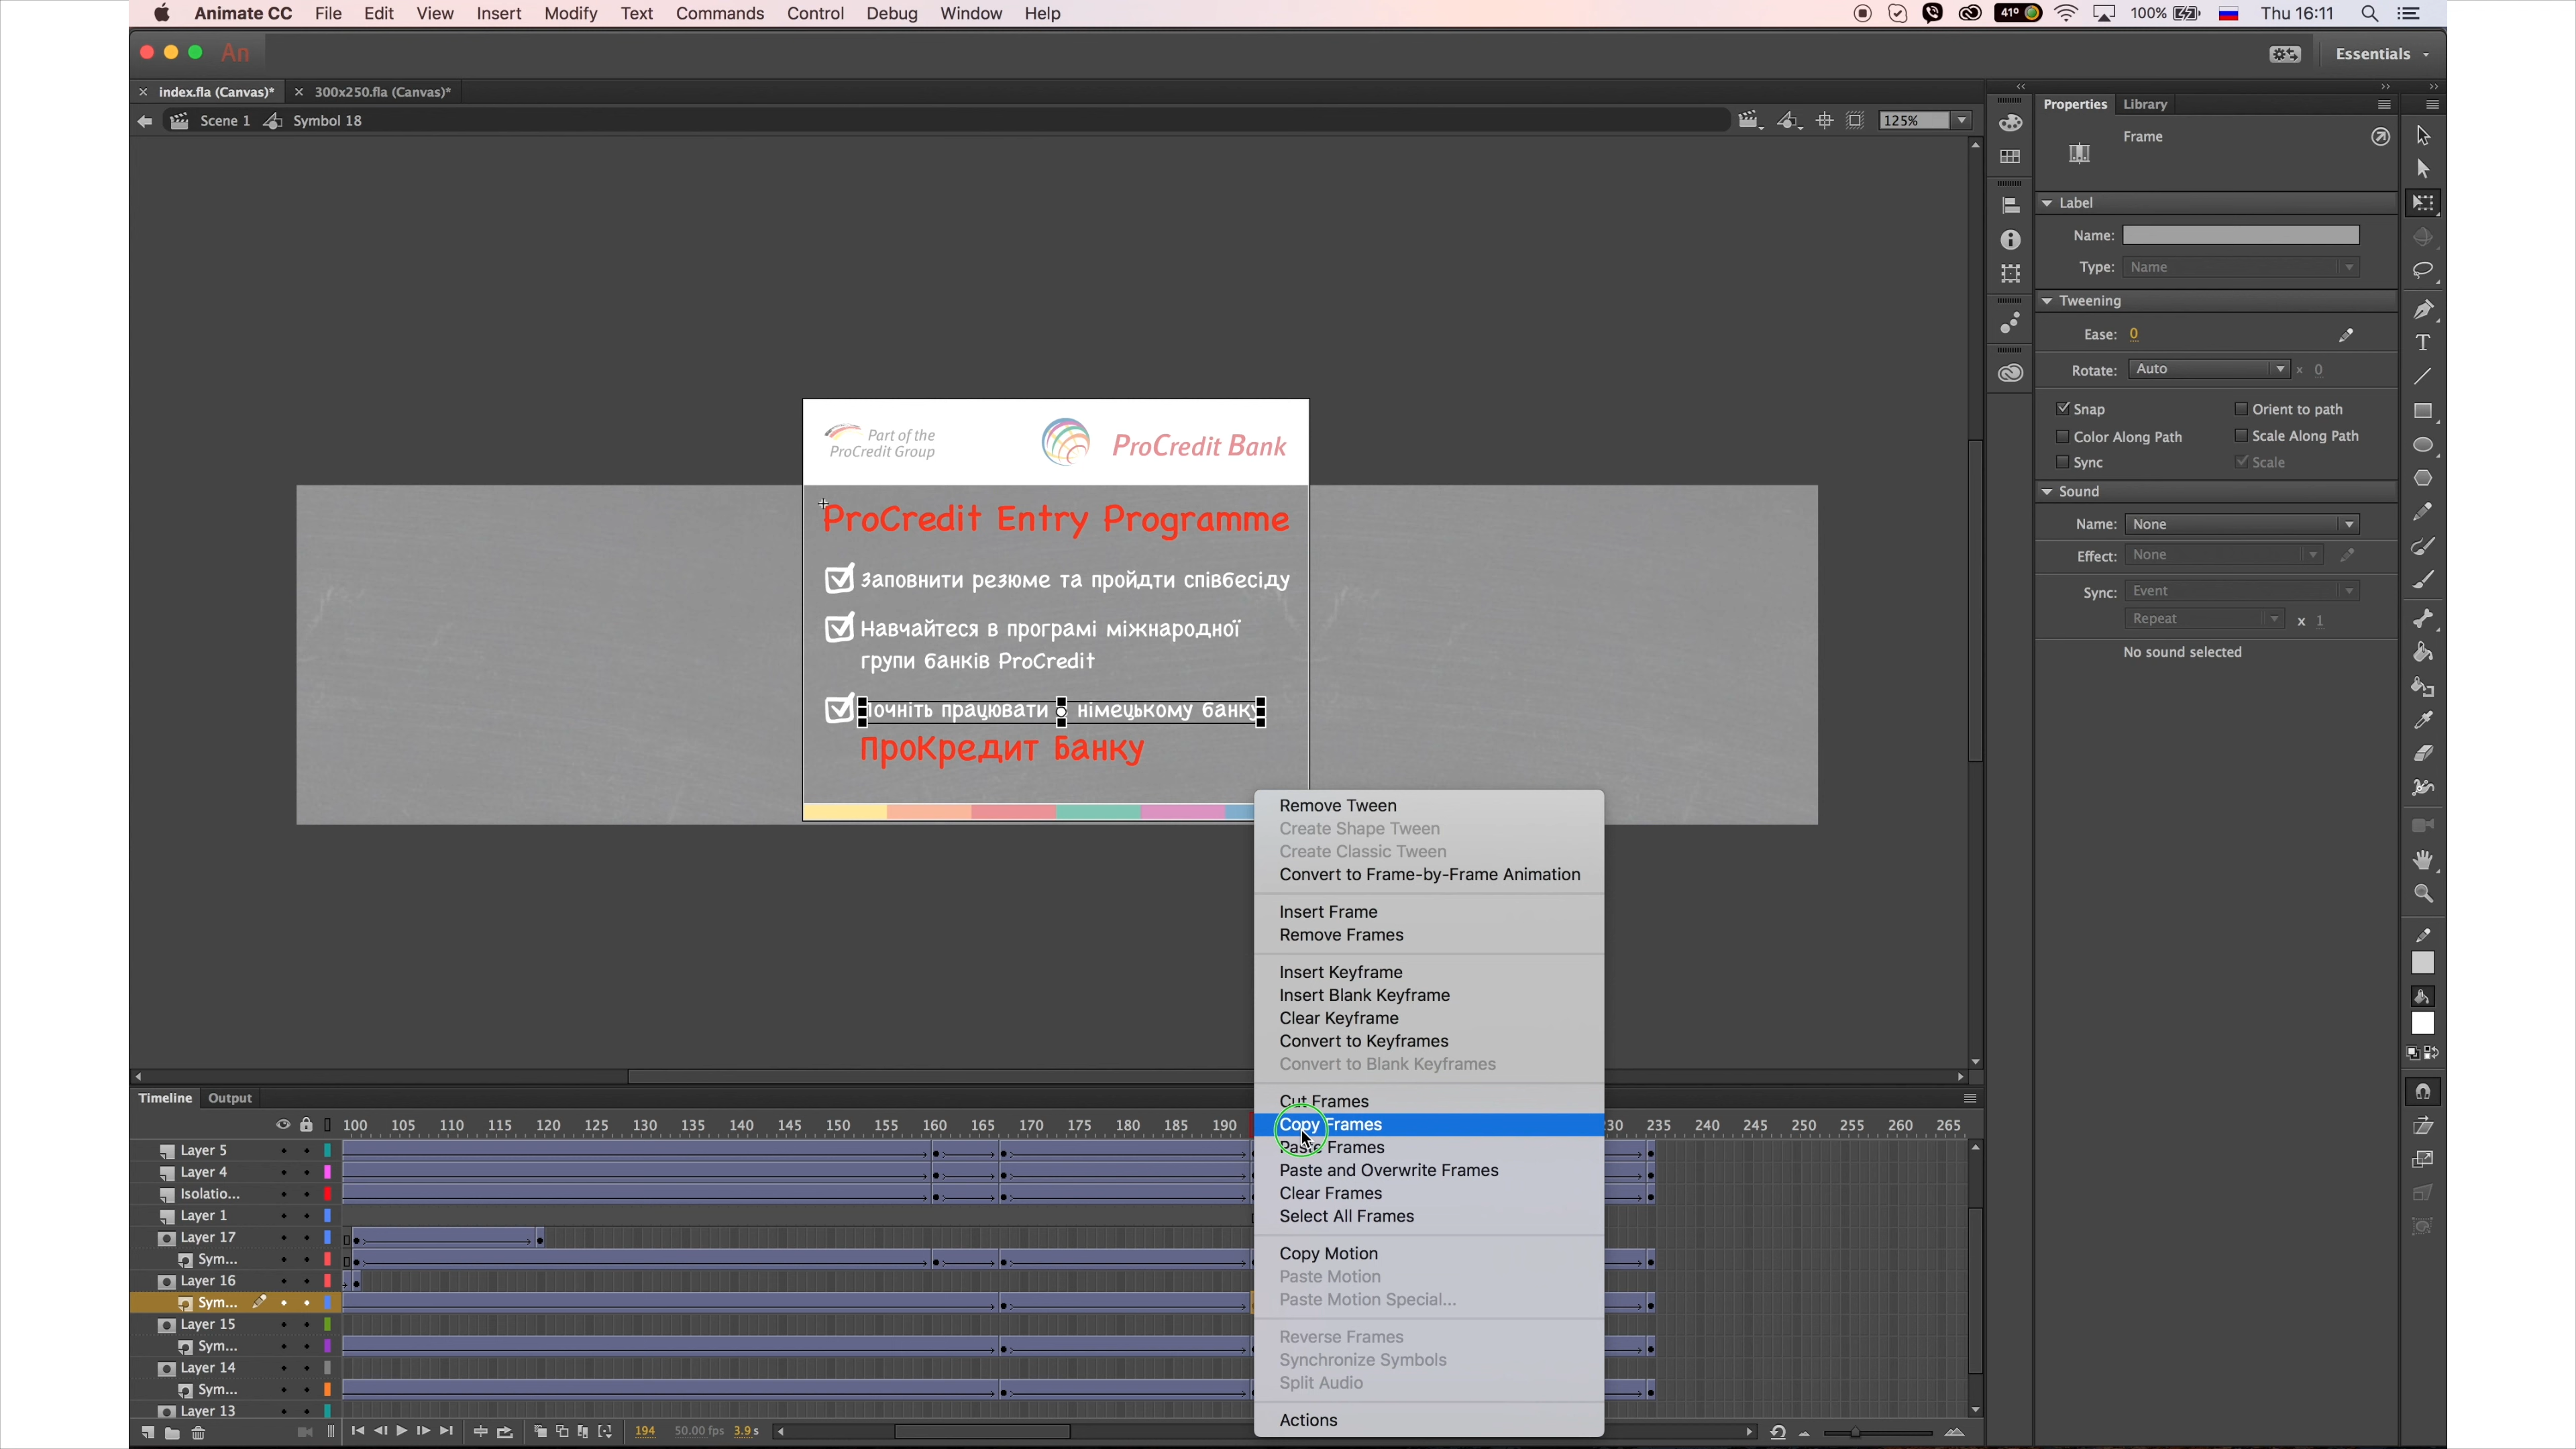 Animate CC File Edit View Insert Modify Text Commands Control Debug Window Help 41° 100% Thu 16:11
An Essentials
index.fla (Canvas)* 300x250.fla (Canvas)*
Scene 1 Symbol 18 125%
Properties Library
Frame
Label
Name:
Type: Name
Tweening
Ease: 0
Rotate: Auto × 0
Snap Orient to path
Color Along Path Scale Along Path
Sync Scale
Sound
Name: None
Effect: None
Sync: Event
Repeat x 1
No sound selected
Part of the
ProCredit Group
ProCredit Bank
ProCredit Entry Programme
Заповнити резюме та пройдти співбесіду
Навчайтеся в програмі міжнародної
групи банків ProCredit
працювати німецькому банку
ПроКредит Банку
Remove Tween
Create Shape Tween
Create Classic Tween
Convert to Frame-by-Frame Animation
Insert Frame
Remove Frames
Insert Keyframe
Insert Blank Keyframe
Clear Keyframe
Convert to Keyframes
Convert to Blank Keyframes
Cut Frames
Copy Frames
Paste Frames
Paste and Overwrite Frames
Clear Frames
Select All Frames
Copy Motion
Paste Motion
Paste Motion Special...
Reverse Frames
Synchronize Symbols
Split Audio
Actions
Timeline Output
100 105 110 115 120 125 130 135 140 145 150 155 160 165 170 175 180 185 190 235 240 245 250 255 260 265
Layer 5
Layer 4
Isolatio...
Layer 1
Layer 17
Sym...
Layer 16
Sym...
Layer 15
Sym...
Layer 14
Sym...
Layer 13
194 50.00 fps 3.9 s